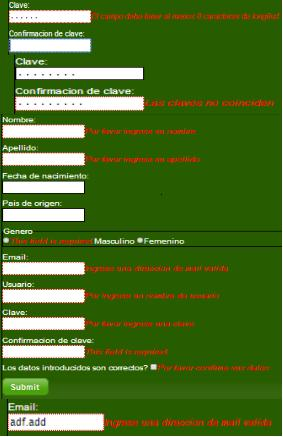 Clave:
...... El campo debe tener al menos 8 caracteres de longitud
Confirmacion de clave:
Clave:
........
Confirmacion de clave:
........ Las claves no coinciden
Nombre:
Por favor ingrese su nombre
Apellido:
Por favor ingrese su apellido
Fecha de nacimiento:
Pais de origen:
Genero
This field is required. Masculino Femenino
Email:
Ingrese una direccion de mail valida
Usuario:
Por ingrese su nombre de usuario
Clave:
Por favor ingrese una clave
Confirmacion de clave:
This field is required.
Los datos introducidos son correctos? Por favor confirme sus datos
Submit
Email:
adf.add Ingrese una direccion de mail valida